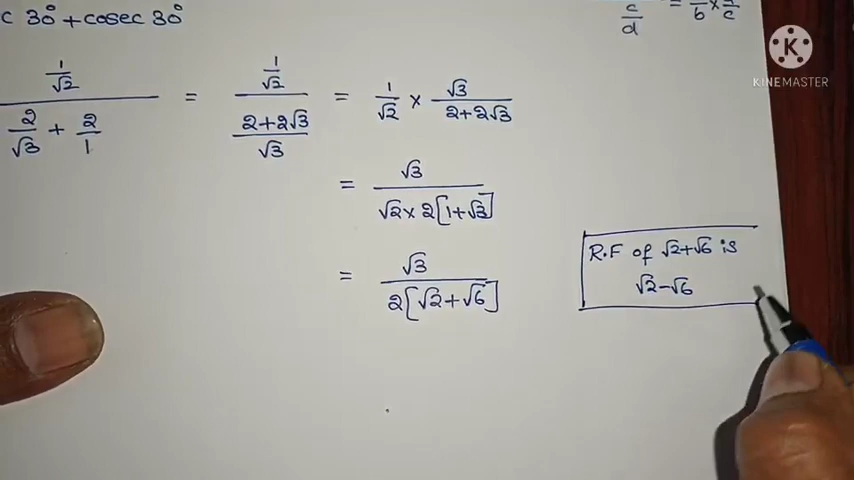 c 30° + cosec 30°
c/d = /b × /c
K
KINEMASTER
(1/√2)/(2/√3 + 2/1) = (1/√2)/((2+2√3)/√3) = 1/√2 × √3/(2+2√3)
= √3/(√2 × 2[1+√3])
= √3/(2[√2+√6])
R.F of √2+√6 is
√2-√6